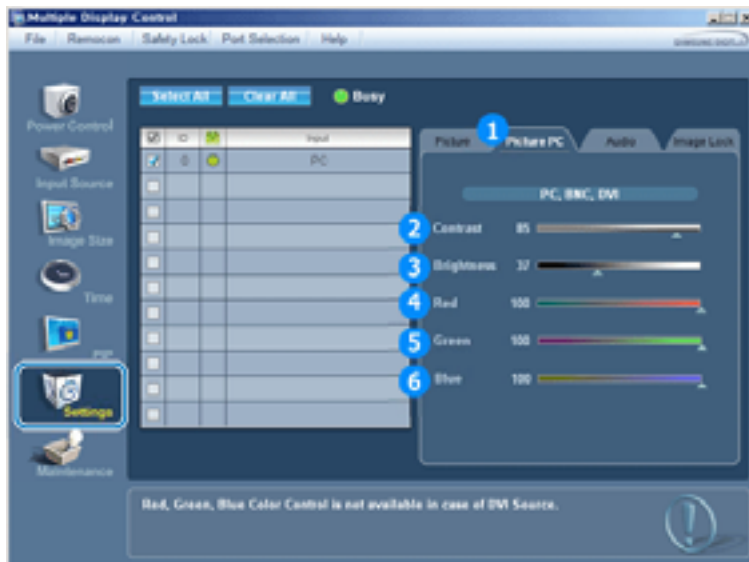 Multiple Display Control
File Remocon Safety Lock Port Selection Help
SAMSUNG DIGITall
Power Control
Input Source
Image Size
Time
PIP
Settings
Maintenance
Select All Clear All Busy
ID Input
0 PC
1
Picture Picture PC Audio Image Lock
PC, BNC, DVI
2 Contrast 85
3 Brightness 37
4 Red 100
5 Green 100
6 Blue 100
Red, Green, Blue Color Control is not available in case of DVI Source.